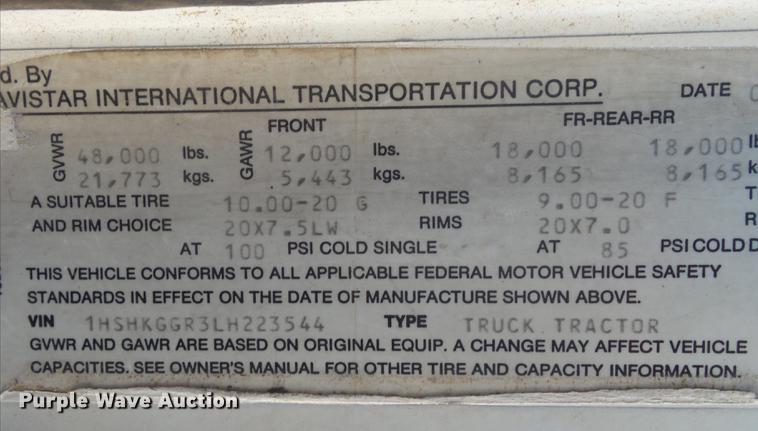 d. By
AVISTAR INTERNATIONAL TRANSPORTATION CORP. DATE
FRONT FR-REAR-RR
GVWR 48,000 lbs. GAWR 12,000 lbs. 18,000 18,000 lb
21,773 kgs. 5,443 kgs. 8,165 8,165 k
A SUITABLE TIRE 10.00-20 G TIRES 9.00-20 F T
AND RIM CHOICE 20X7.5LW RIMS 20X7.0 R
AT 100 PSI COLD SINGLE AT 85 PSI COLD D
THIS VEHICLE CONFORMS TO ALL APPLICABLE FEDERAL MOTOR VEHICLE SAFETY
STANDARDS IN EFFECT ON THE DATE OF MANUFACTURE SHOWN ABOVE.
VIN 1HSHKGGR3LH223544 TYPE TRUCK TRACTOR
GVWR AND GAWR ARE BASED ON ORIGINAL EQUIP. A CHANGE MAY AFFECT VEHICLE
CAPACITIES. SEE OWNER'S MANUAL FOR OTHER TIRE AND CAPACITY INFORMATION.
Purple Wave Auction